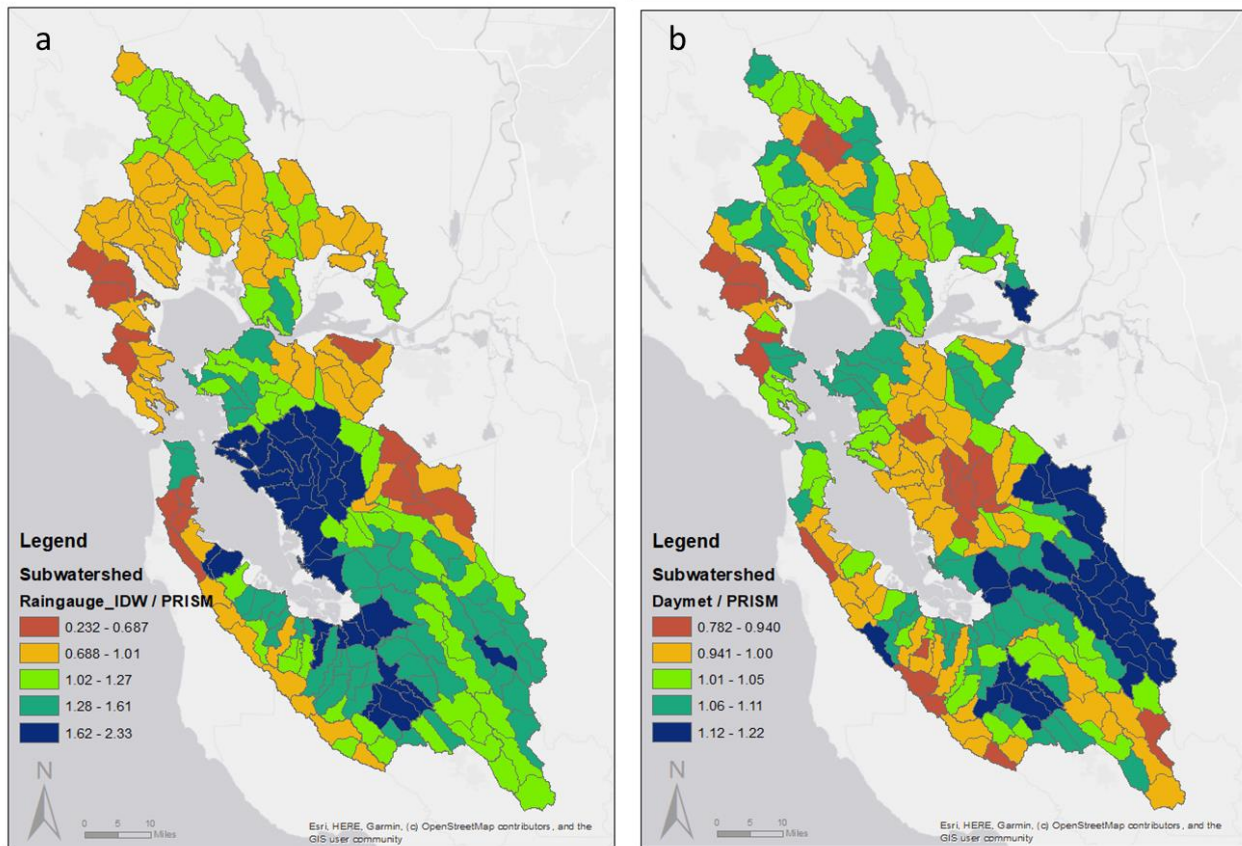 a
Legend
Subwatershed
Raingauge_IDW / PRISM
0.232 - 0.687
0.688 - 1.01
1.02 - 1.27
1.28 - 1.61
1.62 - 2.33
N
0 5 10
Miles
Esri, HERE, Garmin, (c) OpenStreetMap contributors, and the
GIS user community
b
Legend
Subwatershed
Daymet / PRISM
0.782 - 0.940
0.941 - 1.00
1.01 - 1.05
1.06 - 1.11
1.12 - 1.22
N
0 5 10
Miles
Esri, HERE, Garmin, (c) OpenStreetMap contributors, and the
GIS user community